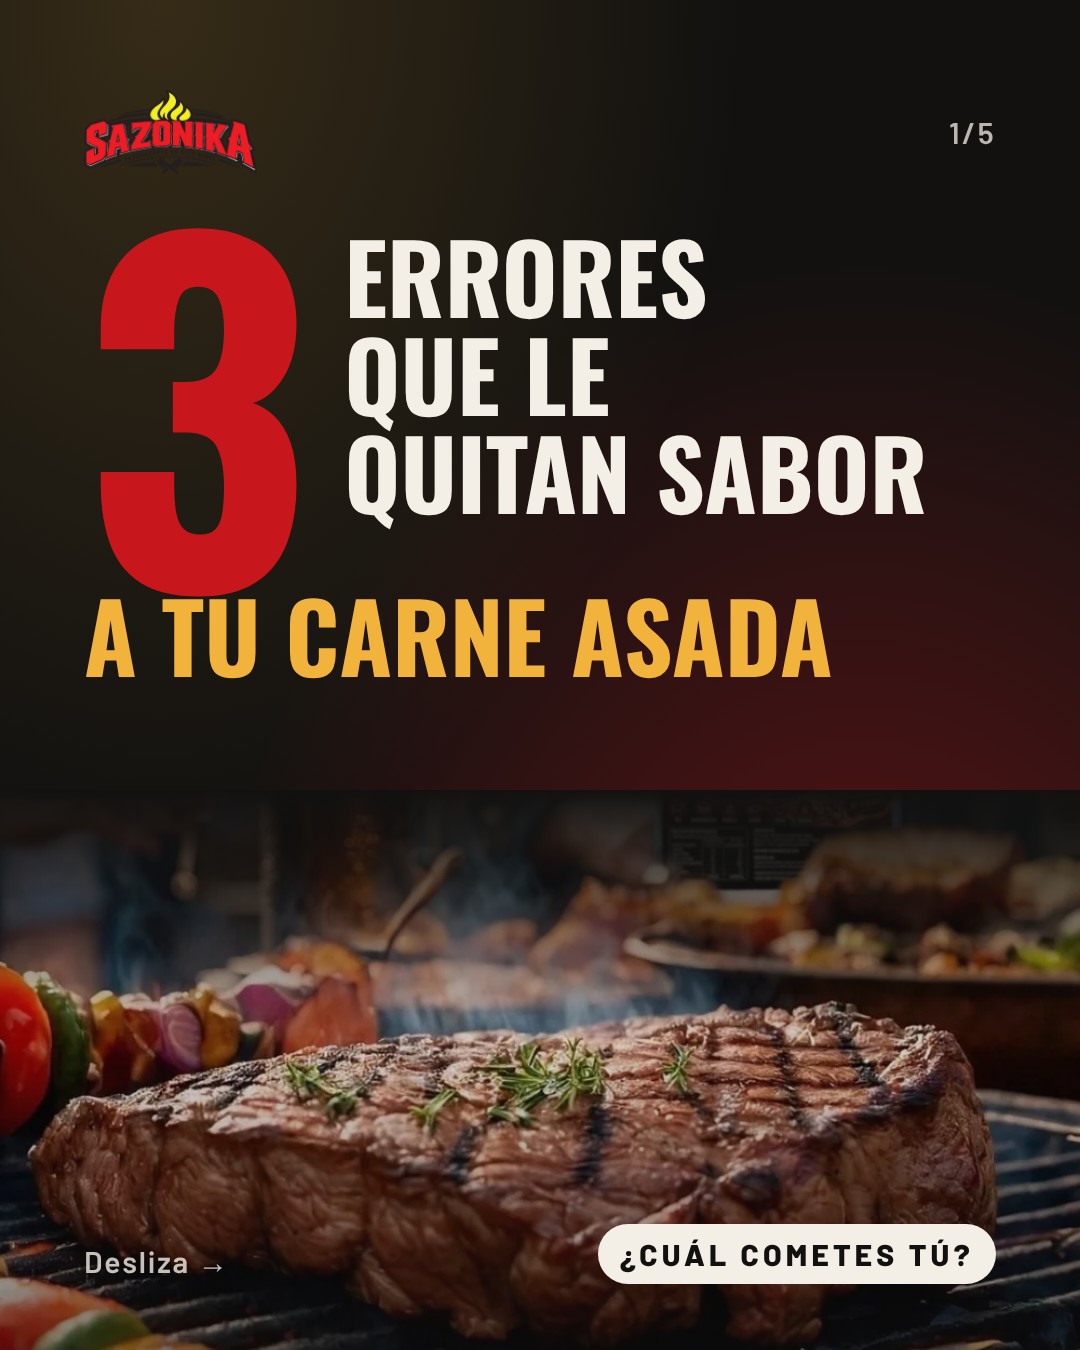 SAZONIKA
1/5
3
ERRORES
QUE LE
QUITAN SABOR
A TU CARNE ASADA
Desliza →
¿CUÁL COMETES TÚ?